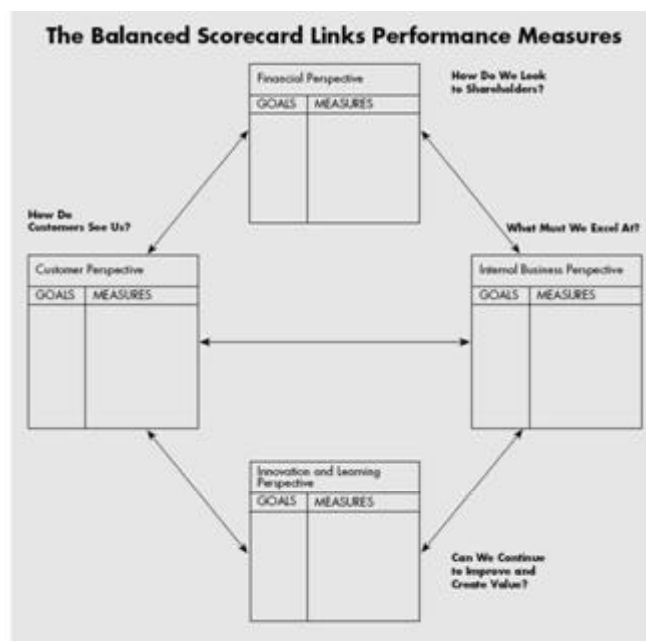 The Balanced Scorecard Links Performance Measures
Financial Perspective
GOALS MEASURES
How Do We Look
to Shareholders?
How Do
Customers See Us?
What Must We Excel At?
Customer Perspective
GOALS MEASURES
Internal Business Perspective
GOALS MEASURES
Innovation and Learning
Perspective
GOALS MEASURES
Can We Continue
to Improve and
Create Value?